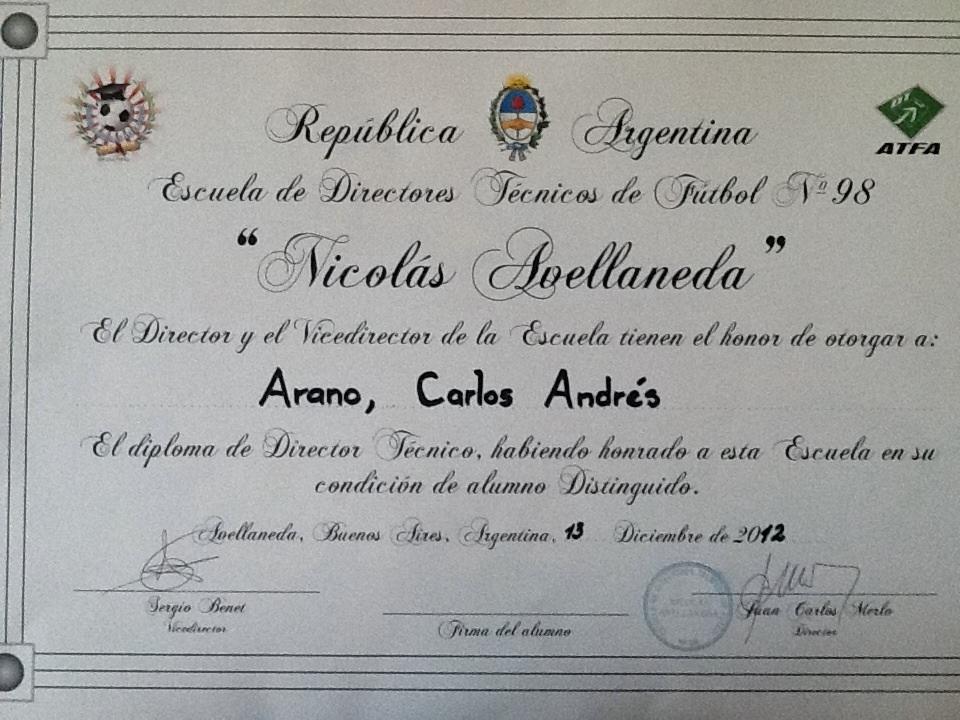 República Argentina
ATFA
Escuela de Directores Técnicos de Fútbol Nº 98
"Nicolás Avellaneda"
El Director y el Vicedirector de la Escuela tienen el honor de otorgar a:
Arano, Carlos Andrés
El diploma de Director Técnico, habiendo honrado a esta Escuela en su
condición de alumno Distinguido.
Avellaneda, Buenos Aires, Argentina, 13 Diciembre de 2012
Sergio Benet
Vicedirector
Firma del alumno
Juan Carlos Merlo
Director